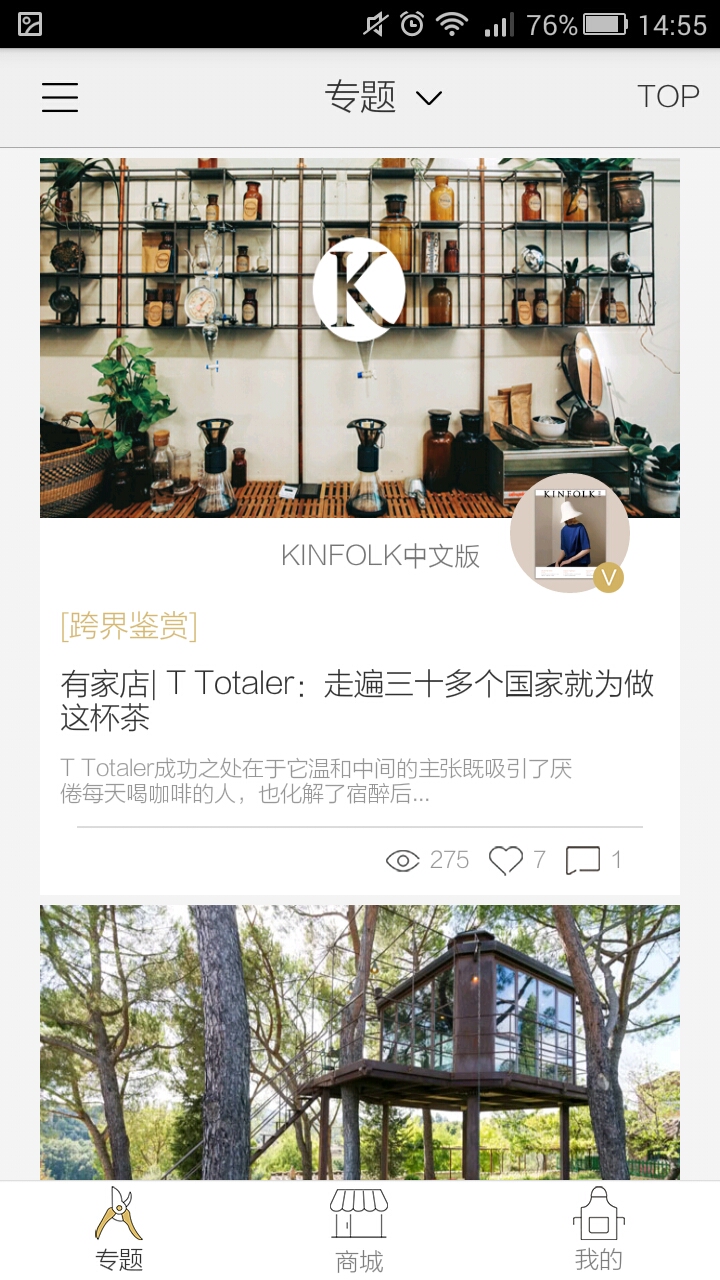 76% 14:55
专题 TOP
K
KINFOLK
V
KINFOLK中文版
[跨界鉴赏]
有家店| T Totaler：走遍三十多个国家就为做
这杯茶
T Totaler成功之处在于它温和中间的主张既吸引了厌
倦每天喝咖啡的人，也化解了宿醉后...
275 7 1
专题 商城 我的